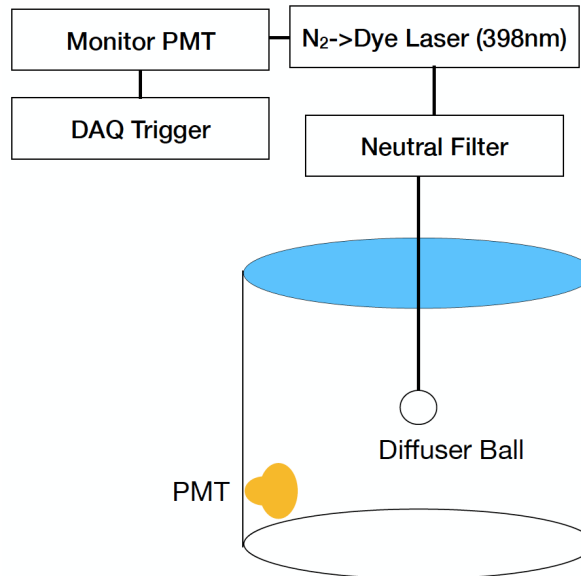 Monitor PMT
N₂->Dye Laser (398nm)
DAQ Trigger
Neutral Filter
Diffuser Ball
PMT